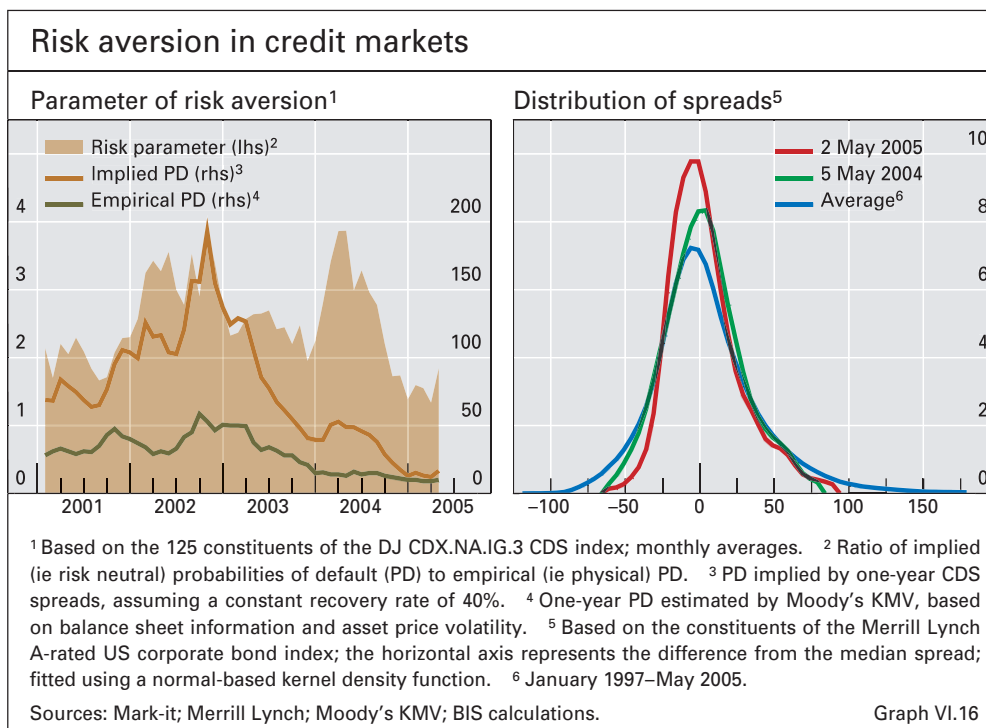 Risk aversion in credit markets
Parameter of risk aversion¹
Risk parameter (lhs)²
Implied PD (rhs)³
Empirical PD (rhs)⁴
4
3
2
1
0
200
150
100
50
0
2001 2002 2003 2004 2005
Distribution of spreads⁵
2 May 2005
5 May 2004
Average⁶
10
8
6
4
2
0
–100 –50 0 50 100 150
¹ Based on the 125 constituents of the DJ CDX.NA.IG.3 CDS index; monthly averages. ² Ratio of implied
(ie risk neutral) probabilities of default (PD) to empirical (ie physical) PD. ³ PD implied by one-year CDS
spreads, assuming a constant recovery rate of 40%. ⁴ One-year PD estimated by Moody's KMV, based
on balance sheet information and asset price volatility. ⁵ Based on the constituents of the Merrill Lynch
A-rated US corporate bond index; the horizontal axis represents the difference from the median spread;
fitted using a normal-based kernel density function. ⁶ January 1997–May 2005.
Sources: Mark-it; Merrill Lynch; Moody's KMV; BIS calculations. Graph VI.16